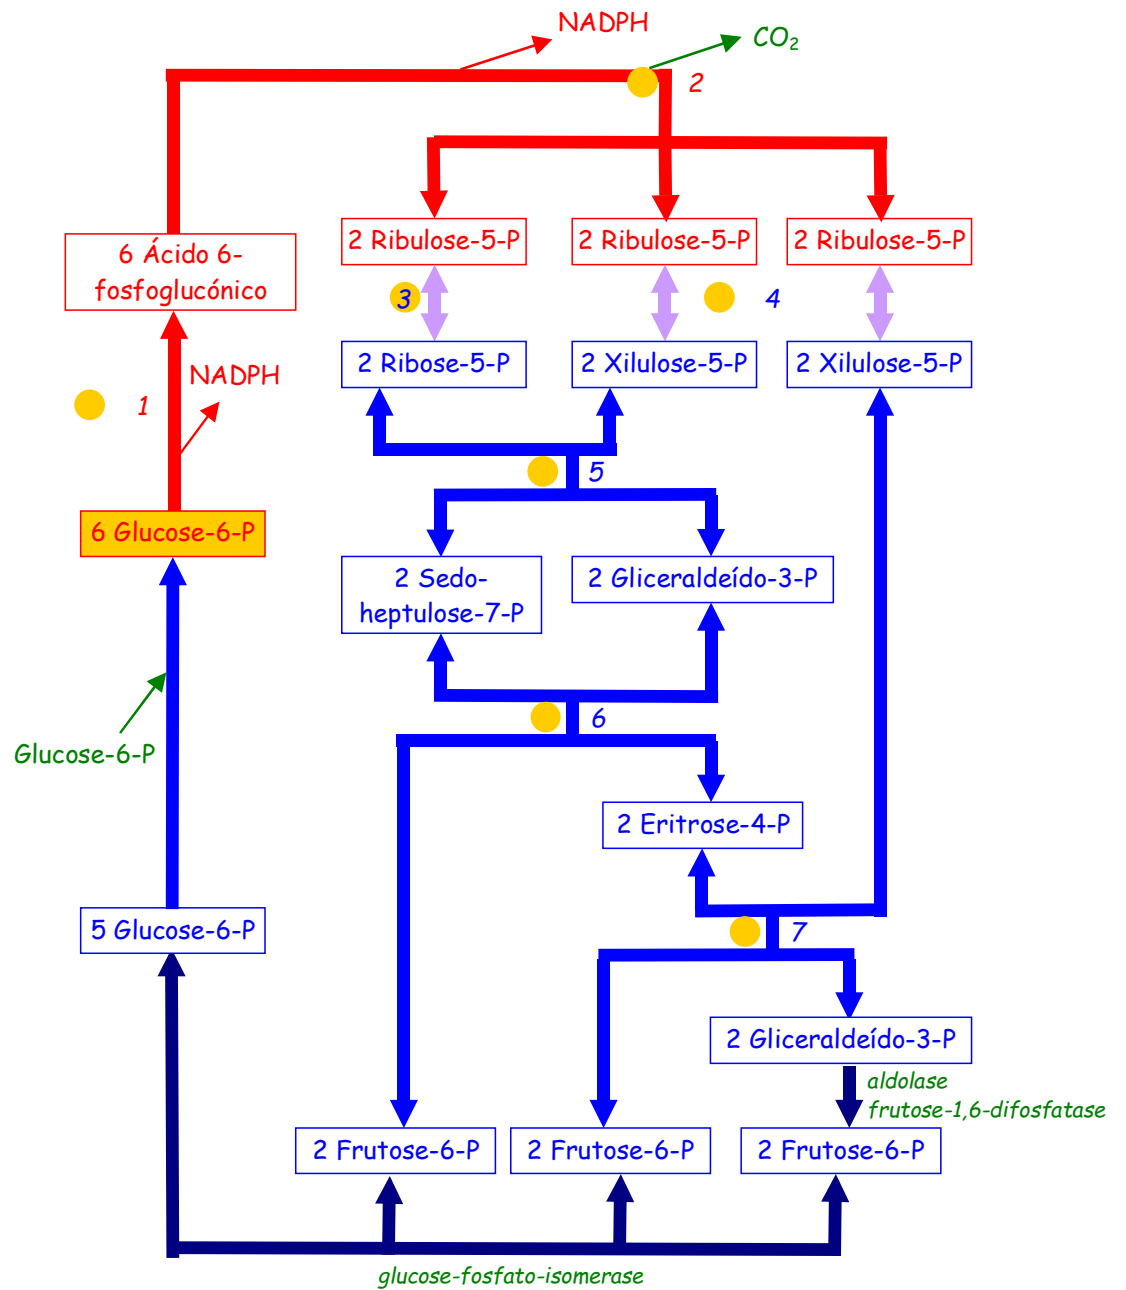 NADPH
CO₂
2
2 Ribulose-5-P
2 Ribulose-5-P
2 Ribulose-5-P
6 Ácido 6-
fosfoglucónico
3
4
2 Ribose-5-P
2 Xilulose-5-P
2 Xilulose-5-P
NADPH
1
5
6 Glucose-6-P
2 Sedo-
heptulose-7-P
2 Gliceraldeído-3-P
6
Glucose-6-P
2 Eritrose-4-P
5 Glucose-6-P
7
2 Gliceraldeído-3-P
aldolase
frutose-1,6-difosfatase
2 Frutose-6-P
2 Frutose-6-P
2 Frutose-6-P
glucose-fosfato-isomerase